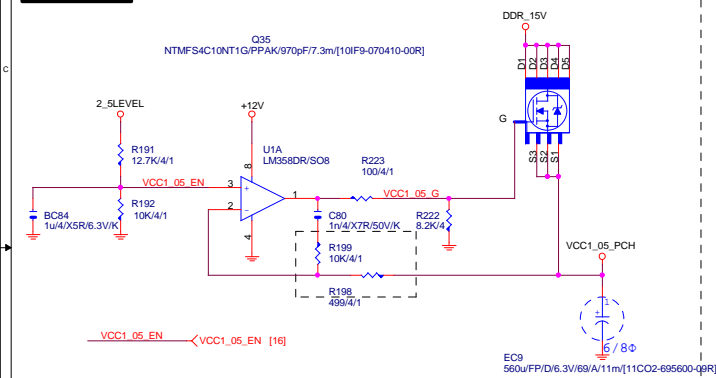 DDR_15V
Q35
NTMFS4C10NT1G/PPAK/970pF/7.3m/[10IF9-070410-00R]
D1
D2
D3
D4
D5
C
2_5LEVEL
+12V
G
S3
S2
S1
R191
12.7K/4/1
U1A
LM358DR/SO8
R223
100/4/1
8
VCC1_05_EN
3
+
1
VCC1_05_G
2
-
4
BC84
1u/4/X5R/6.3V/K
R192
10K/4/1
C80
1n/4/X7R/50V/K
R222
8.2K/4
R199
10K/4/1
VCC1_05_PCH
R198
499/4/1
1
+
6/8Φ
VCC1_05_EN
VCC1_05_EN [16]
EC9
560u/FP/D/6.3V/69/A/11m/[11CO2-695600-09R]